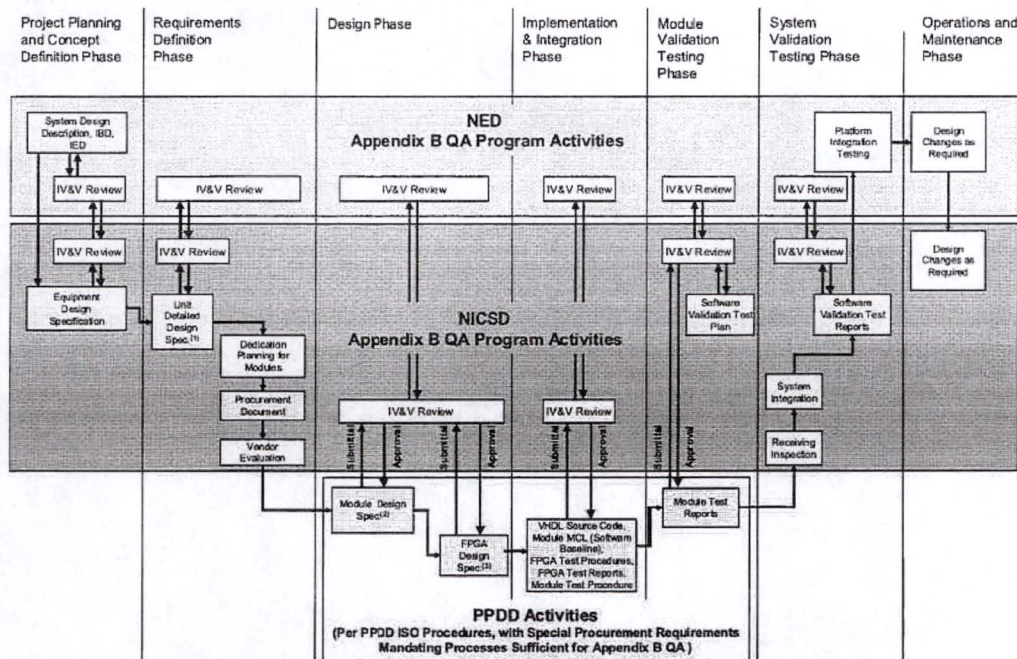 Project Planning
and Concept
Definition Phase
Requirements
Definition
Phase
Design Phase
Implementation
& Integration
Phase
Module
Validation
Testing
Phase
System
Validation
Testing Phase
Operations and
Maintenance
Phase
NED
Appendix B QA Program Activities
System Design
Description, IBD,
IED
IV&V Review
IV&V Review
IV&V Review
IV&V Review
IV&V Review
IV&V Review
Platform
Integration
Testing
Design
Changes as
Required
IV&V Review
IV&V Review
IV&V Review
IV&V Review
Design
Changes as
Required
Equipment
Design
Specification
Unit
Detailed
Design
Spec.(1)
Software
Validation Test
Plan
Software
Validation Test
Reports
NICSD
Appendix B QA Program Activities
Dedication
Planning for
Modules
Procurement
Document
Vendor
Evaluation
IV&V Review
IV&V Review
System
Integration
Receiving
Inspection
Submittal
Approval
Submittal
Approval
Submittal
Approval
Submittal
Approval
Module Design
Spec(2)
FPGA
Design
Spec.(3)
VHDL Source Code,
Module MCL (Software
Baseline),
FPGA Test Procedures,
FPGA Test Reports,
Module Test Procedure
Module Test
Reports
PPDD Activities
(Per PPDD ISO Procedures, with Special Procurement Requirements
Mandating Processes Sufficient for Appendix B QA)